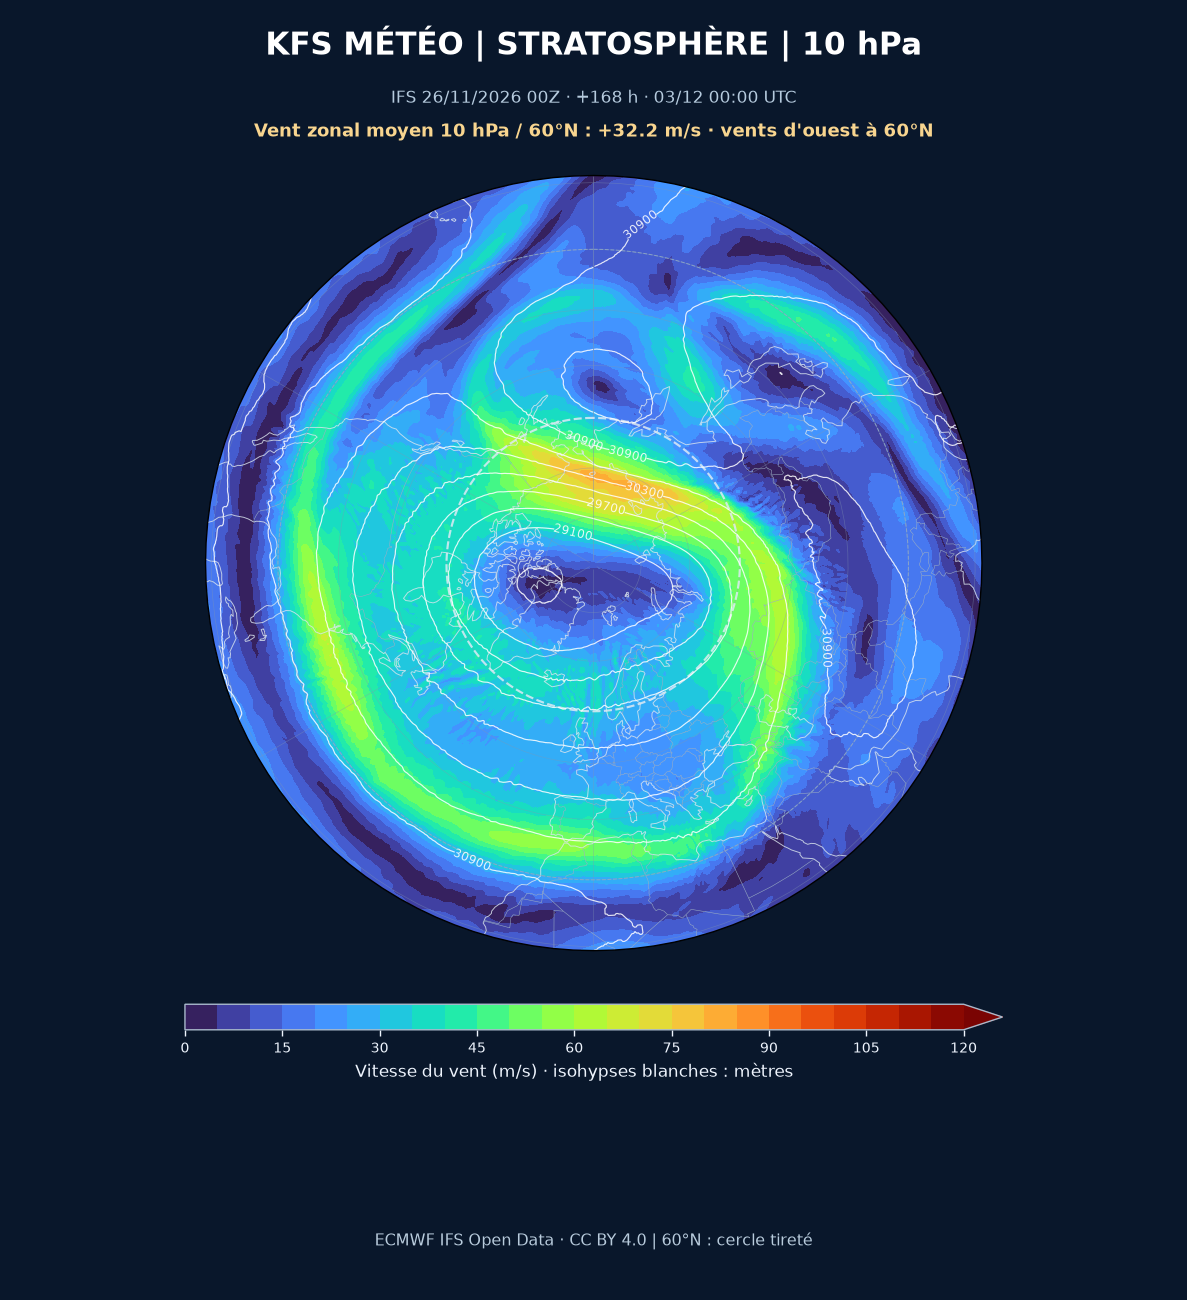 KFS MÉTÉO | STRATOSPHÈRE | 10 hPa
IFS 26/11/2026 00Z · +168 h · 03/12 00:00 UTC
Vent zonal moyen 10 hPa / 60°N : +32.2 m/s · vents d'ouest à 60°N
30900
30900
30900
30300
29700
29100
30900
30900
0 15 30 45 60 75 90 105 120
Vitesse du vent (m/s) · isohypses blanches : mètres
ECMWF IFS Open Data · CC BY 4.0 | 60°N : cercle tireté